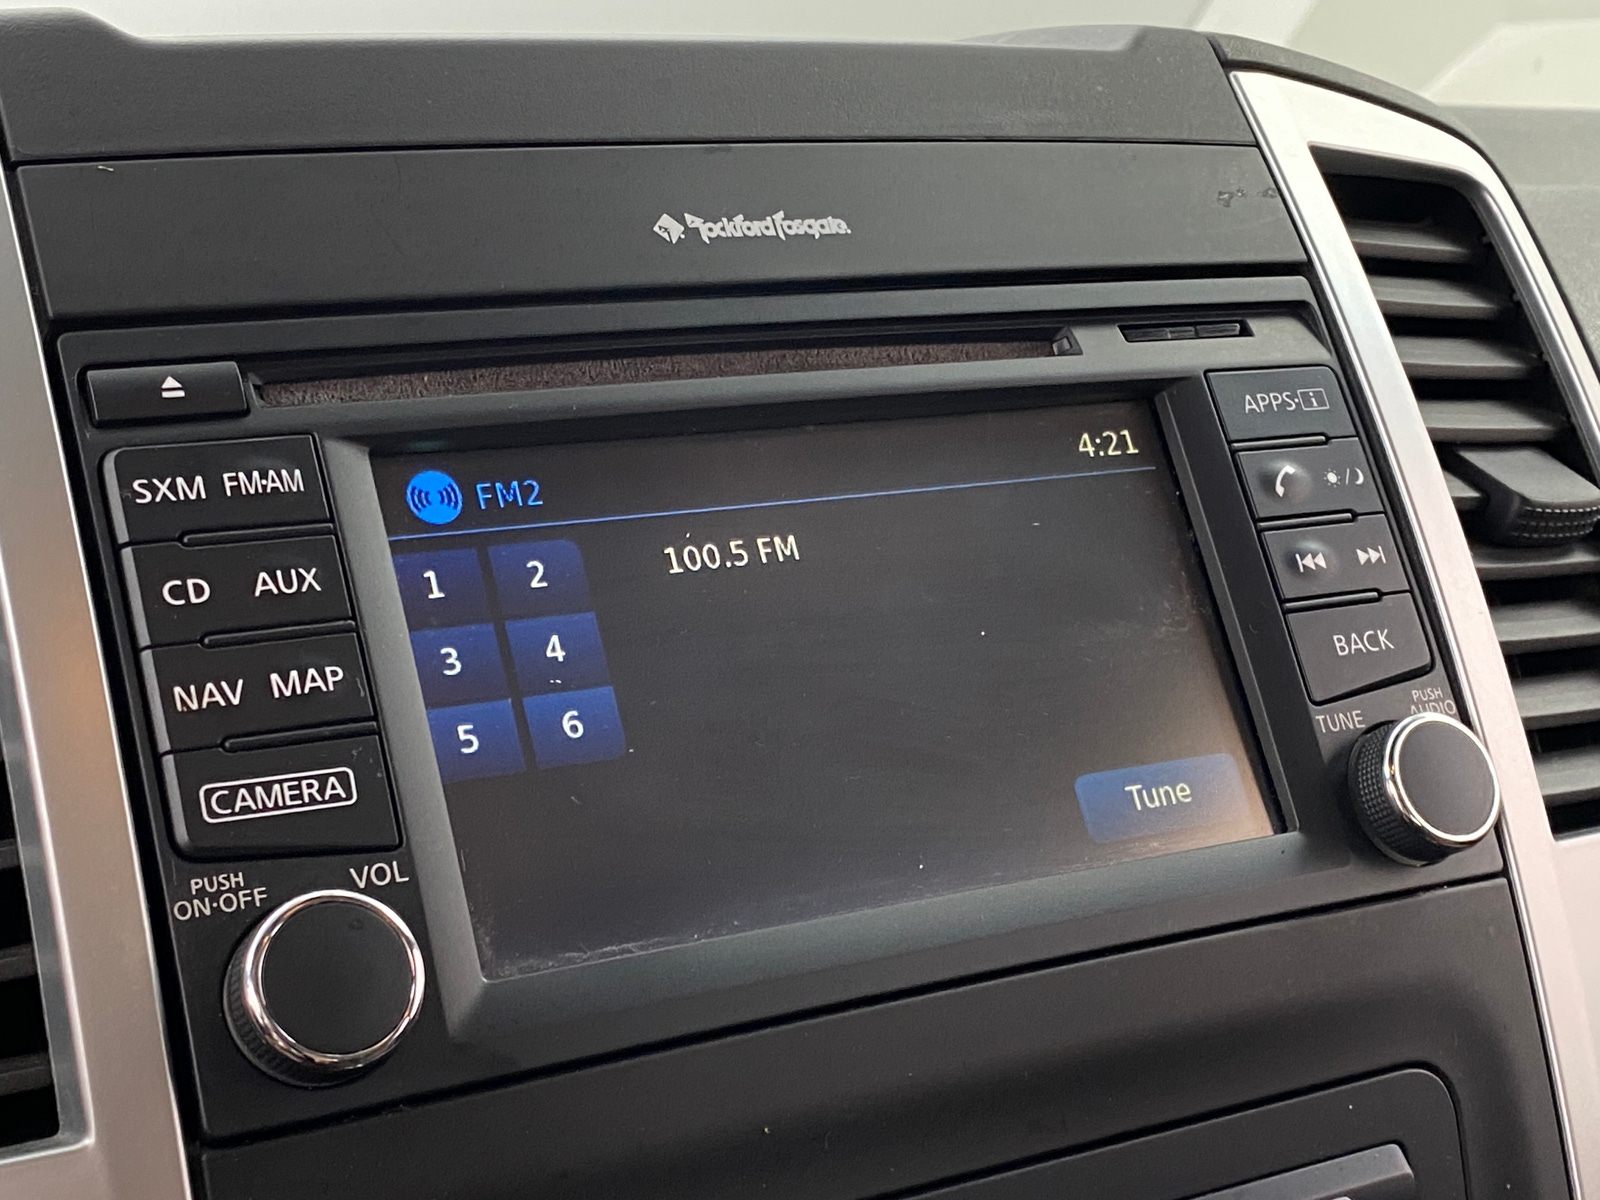 Rockford Fosgate
APPS·i
SXM FM·AM
FM2
4:21
CD AUX
1 2
100.5 FM
3 4
BACK
NAV MAP
5 6
TUNE
PUSH
AUDIO
CAMERA
Tune
PUSH
ON·OFF
VOL